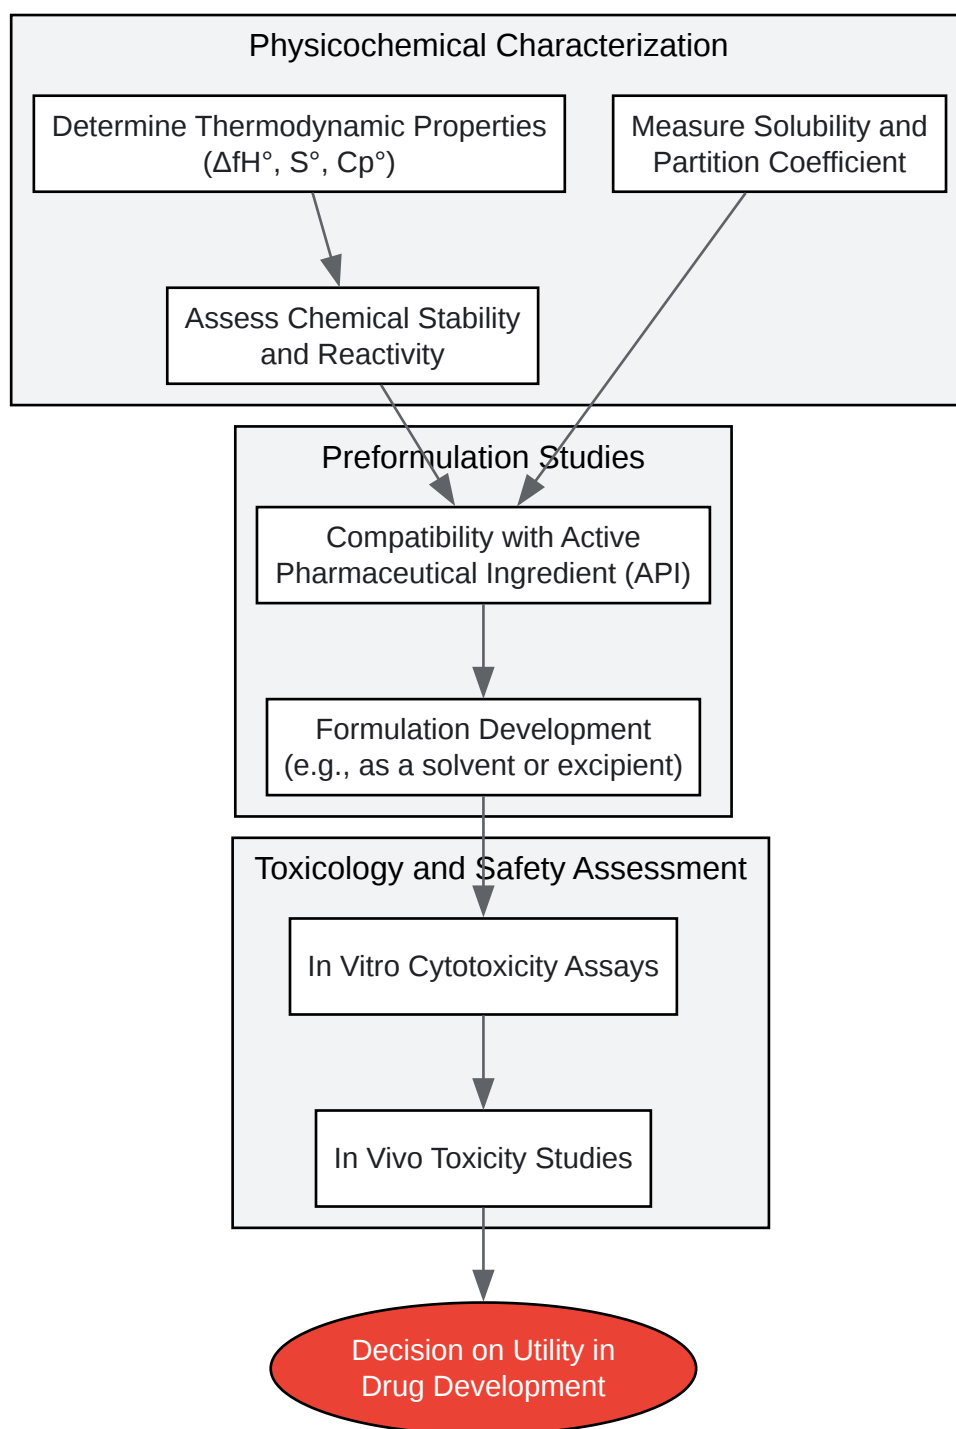 Physicochemical Characterization
Determine Thermodynamic Properties
(ΔfH°, S°, Cp°)
Measure Solubility and
Partition Coefficient
Assess Chemical Stability
and Reactivity
Preformulation Studies
Compatibility with Active
Pharmaceutical Ingredient (API)
Formulation Development
(e.g., as a solvent or excipient)
Toxicology and Safety Assessment
In Vitro Cytotoxicity Assays
In Vivo Toxicity Studies
Decision on Utility in
Drug Development